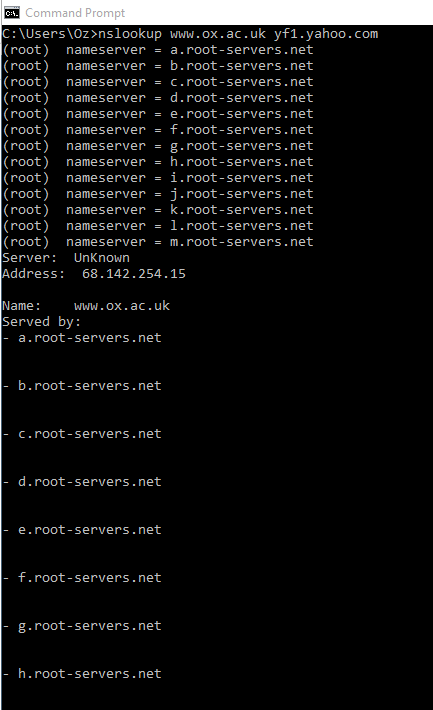 Command Prompt
C:\Users\Oz>nslookup www.ox.ac.uk yf1.yahoo.com
(root)  nameserver = a.root-servers.net
(root)  nameserver = b.root-servers.net
(root)  nameserver = c.root-servers.net
(root)  nameserver = d.root-servers.net
(root)  nameserver = e.root-servers.net
(root)  nameserver = f.root-servers.net
(root)  nameserver = g.root-servers.net
(root)  nameserver = h.root-servers.net
(root)  nameserver = i.root-servers.net
(root)  nameserver = j.root-servers.net
(root)  nameserver = k.root-servers.net
(root)  nameserver = l.root-servers.net
(root)  nameserver = m.root-servers.net
Server:  UnKnown
Address:  68.142.254.15
Name:    www.ox.ac.uk
Served by:
- a.root-servers.net
- b.root-servers.net
- c.root-servers.net
- d.root-servers.net
- e.root-servers.net
- f.root-servers.net
- g.root-servers.net
- h.root-servers.net